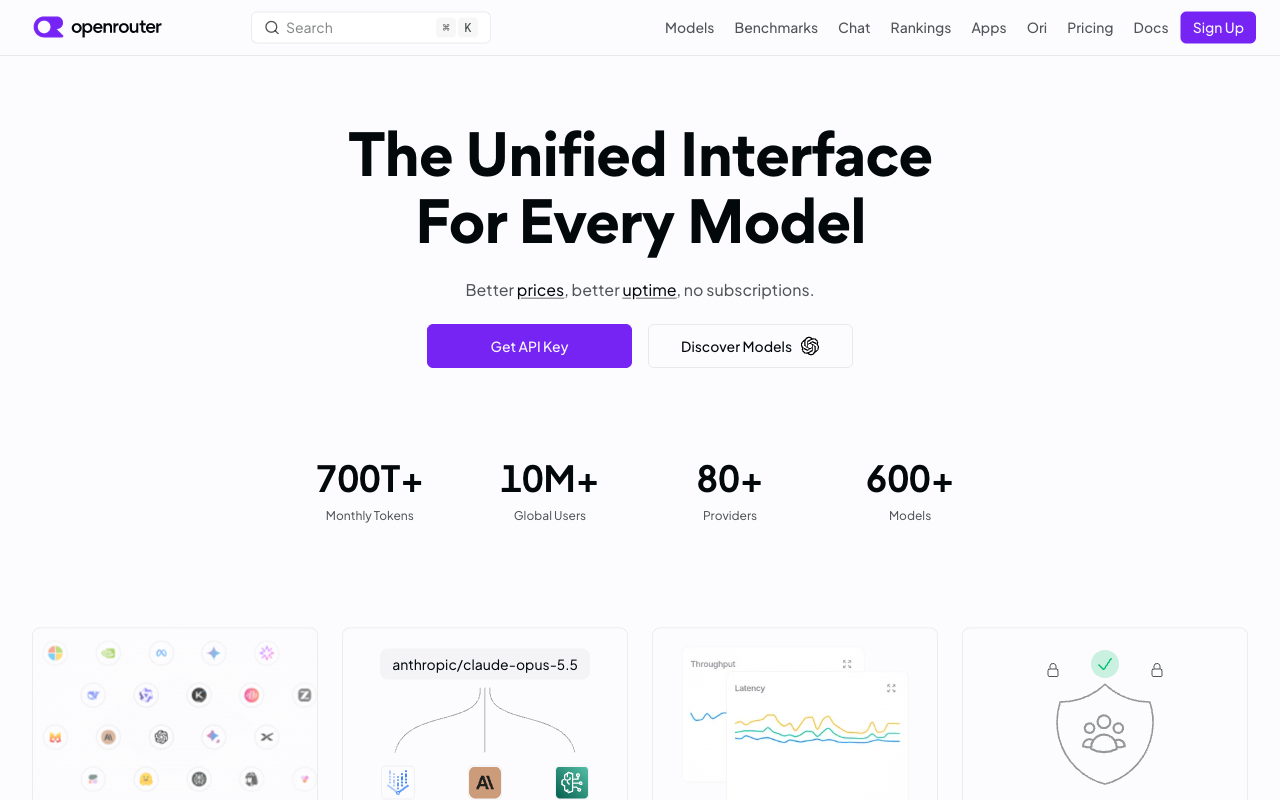 openrouter
Search
⌘ K
Models
Benchmarks
Chat
Rankings
Apps
Ori
Pricing
Docs
Sign Up
The Unified Interface
For Every Model
Better prices, better uptime, no subscriptions.
Get API Key
Discover Models
700T+
Monthly Tokens
10M+
Global Users
80+
Providers
600+
Models
anthropic/claude-opus-5.5
Throughput
Latency